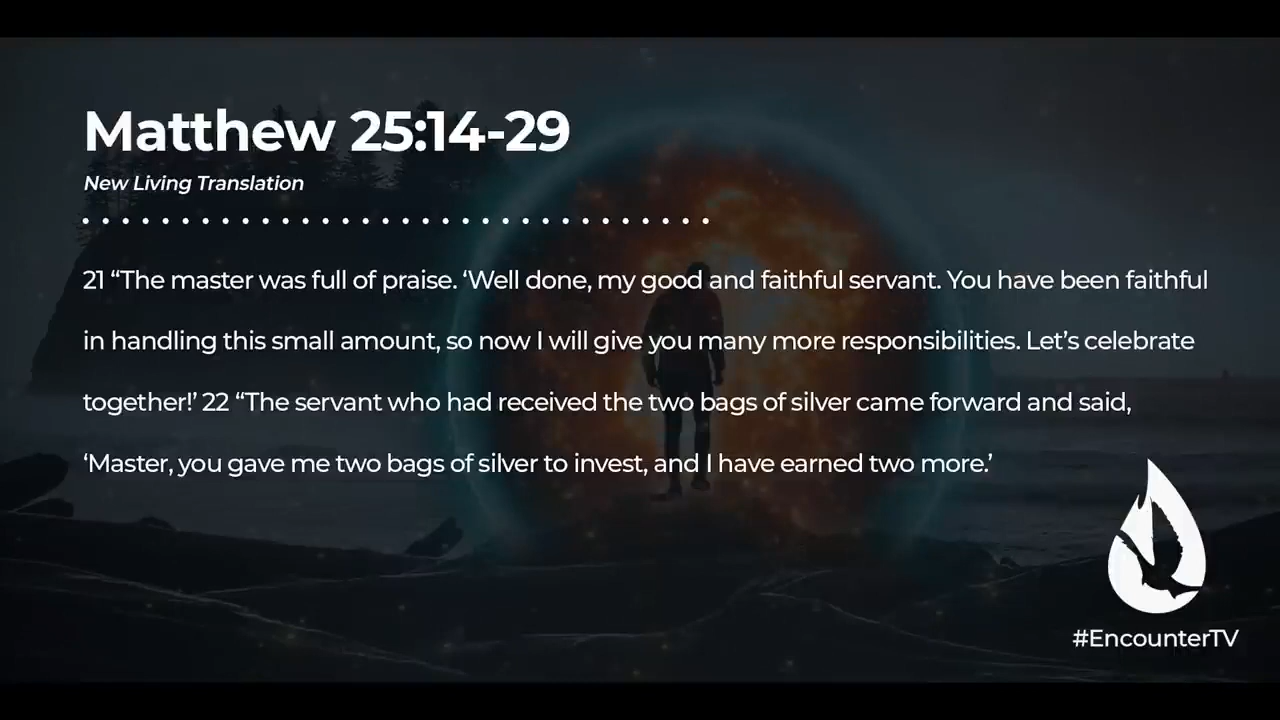 Matthew 25:14-29
New Living Translation
21 “The master was full of praise. ‘Well done, my good and faithful servant. You have been faithful
in handling this small amount, so now I will give you many more responsibilities. Let’s celebrate
together!’ 22 “The servant who had received the two bags of silver came forward and said,
‘Master, you gave me two bags of silver to invest, and I have earned two more.’
#EncounterTV